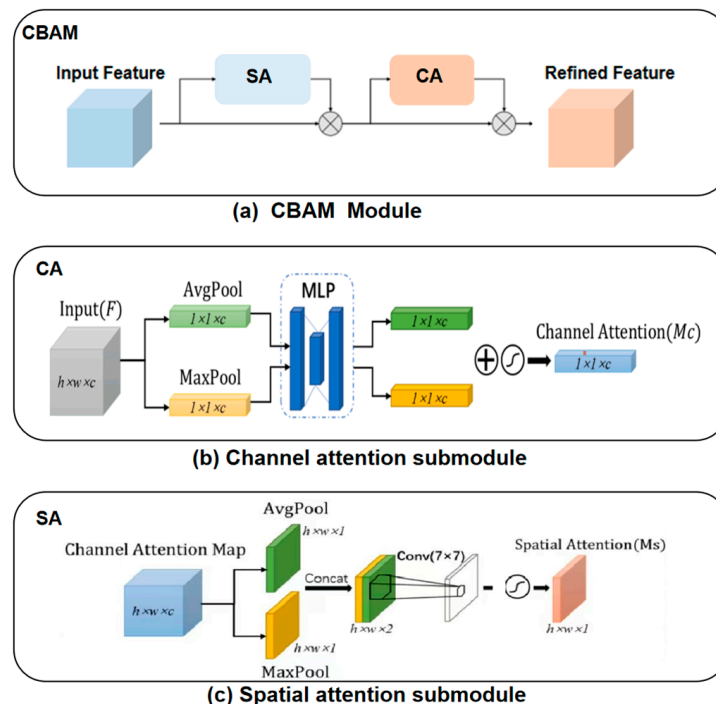 CBAM
Input Feature
SA
CA
Refined Feature
(a) CBAM Module
CA
Input(F)
AvgPool
MLP
1×1×c
1×1×c
Channel Attention(Mc)
h×w×c
MaxPool
1×1×c
1×1×c
1×1×c
(b) Channel attention submodule
SA
AvgPool
h×w×1
Channel Attention Map
Conv(7×7)
Spatial Attention(Ms)
Concat
h×w×c
h×w×1
h×w×2
h×w×1
MaxPool
(c) Spatial attention submodule